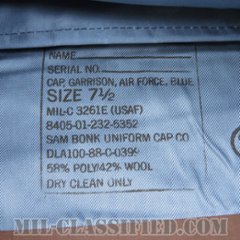 NAME
SERIAL NO.
CAP, GARRISON, AIR FORCE, BLUE
SIZE 7½
MIL-C 3261E (USAF)
8405-01-232-5352
SAM BONK UNIFORM CAP CO
DLA100-88-C-0399
58% POLY/42% WOOL
DRY CLEAN ONLY
MIL-CLASSIFIED.COM